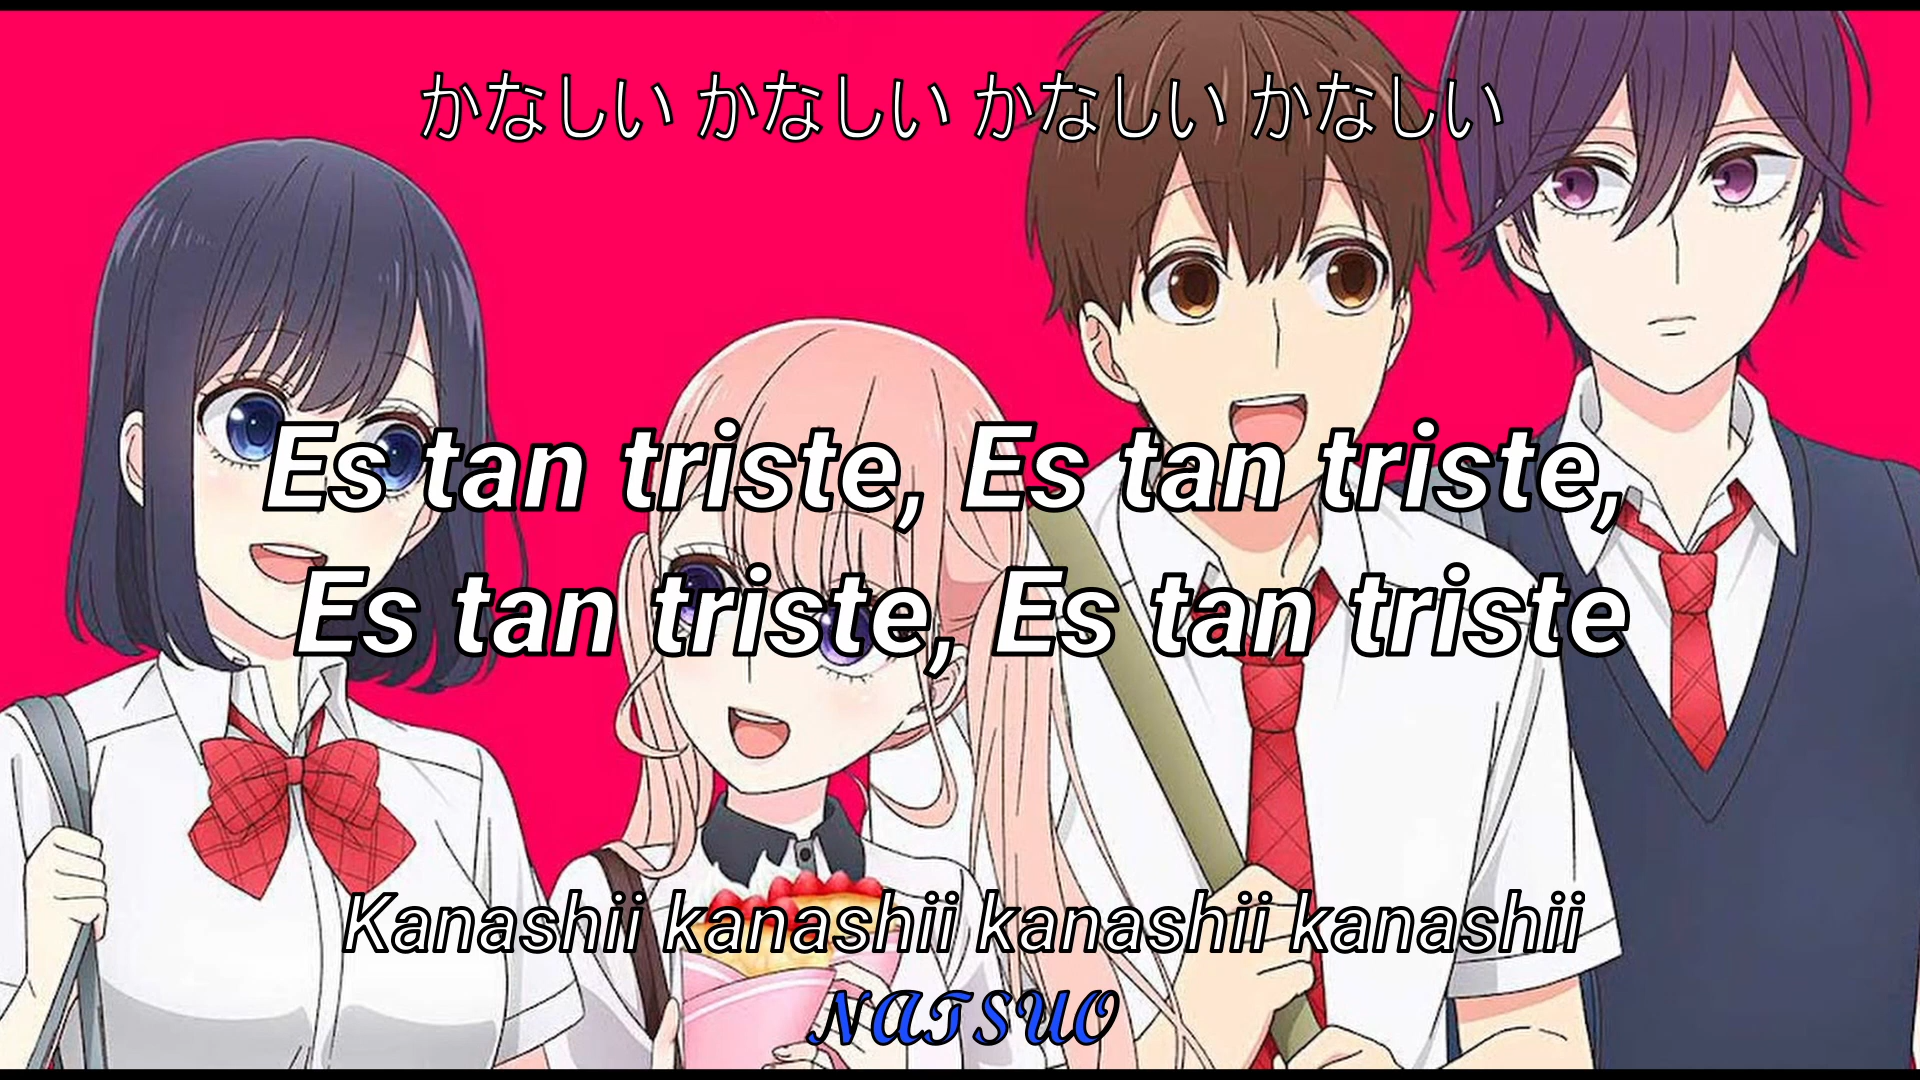 かなしい かなしい かなしい かなしい
Es tan triste, Es tan triste,
Es tan triste, Es tan triste
Kanashii kanashii kanashii kanashii
NATSUO